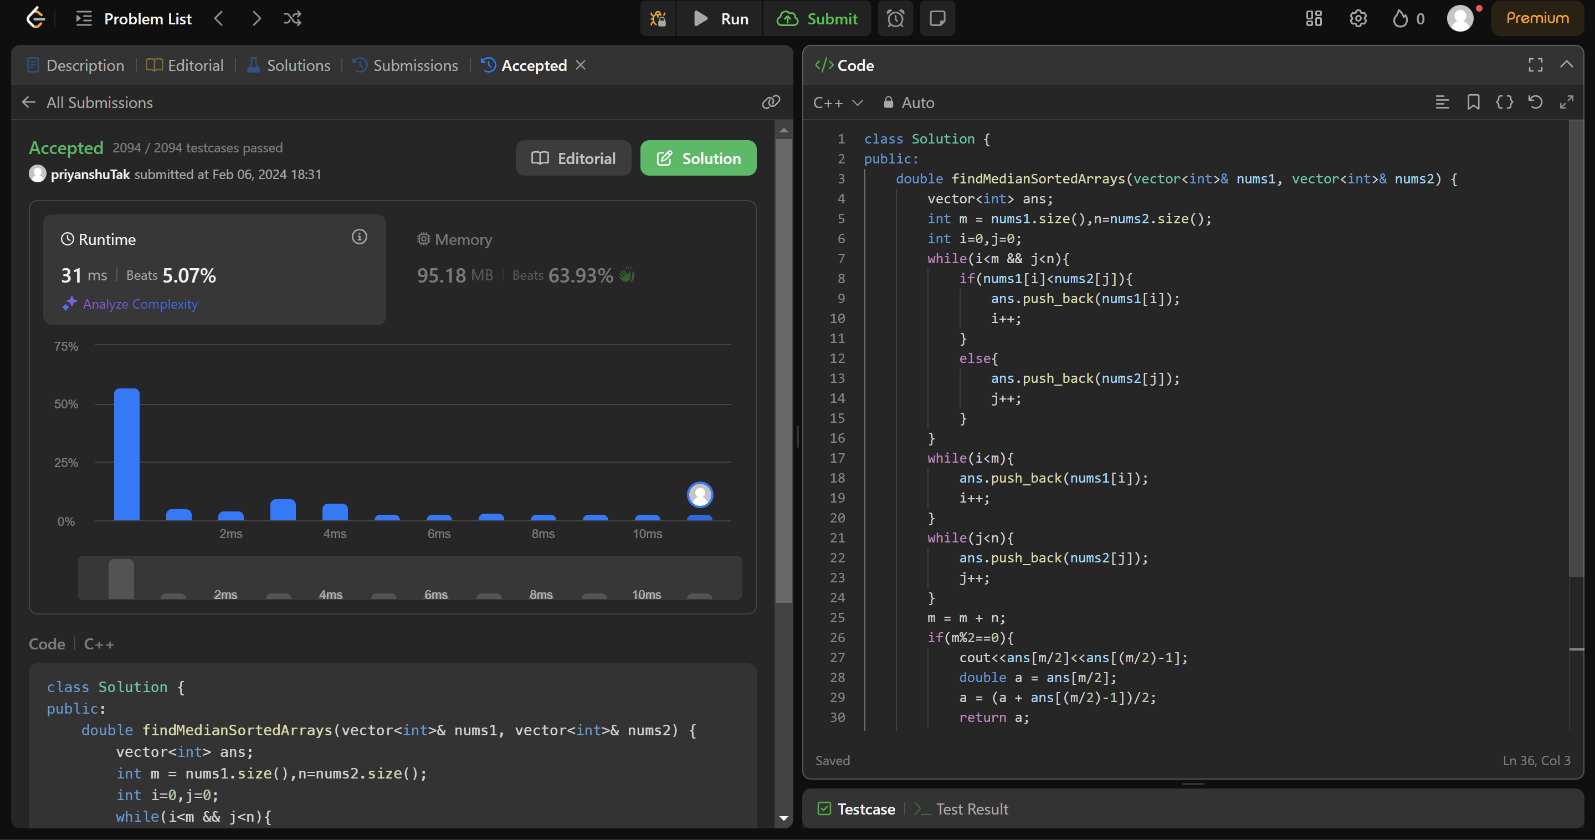 Problem List
Run
Submit
0
Premium
Description
Editorial
Solutions
Submissions
Accepted
All Submissions
Accepted 2094 / 2094 testcases passed
priyanshuTak submitted at Feb 06, 2024 18:31
Editorial
Solution
Runtime
31 ms Beats 5.07%
Analyze Complexity
Memory
95.18 MB Beats 63.93%
75%
50%
25%
0%
2ms 4ms 6ms 8ms 10ms
2ms 4ms 6ms 8ms 10ms
Code C++
class Solution {
public:
    double findMedianSortedArrays(vector<int>& nums1, vector<int>& nums2) {
        vector<int> ans;
        int m = nums1.size(),n=nums2.size();
        int i=0,j=0;
        while(i<m && j<n){
</> Code
C++ Auto
1 class Solution {
2 public:
3     double findMedianSortedArrays(vector<int>& nums1, vector<int>& nums2) {
4         vector<int> ans;
5         int m = nums1.size(),n=nums2.size();
6         int i=0,j=0;
7         while(i<m && j<n){
8             if(nums1[i]<nums2[j]){
9                 ans.push_back(nums1[i]);
10                 i++;
11             }
12             else{
13                 ans.push_back(nums2[j]);
14                 j++;
15             }
16         }
17         while(i<m){
18             ans.push_back(nums1[i]);
19             i++;
20         }
21         while(j<n){
22             ans.push_back(nums2[j]);
23             j++;
24         }
25         m = m + n;
26         if(m%2==0){
27             cout<<ans[m/2]<<ans[(m/2)-1];
28             double a = ans[m/2];
29             a = (a + ans[(m/2)-1])/2;
30             return a;
Saved
Ln 36, Col 3
Testcase
Test Result